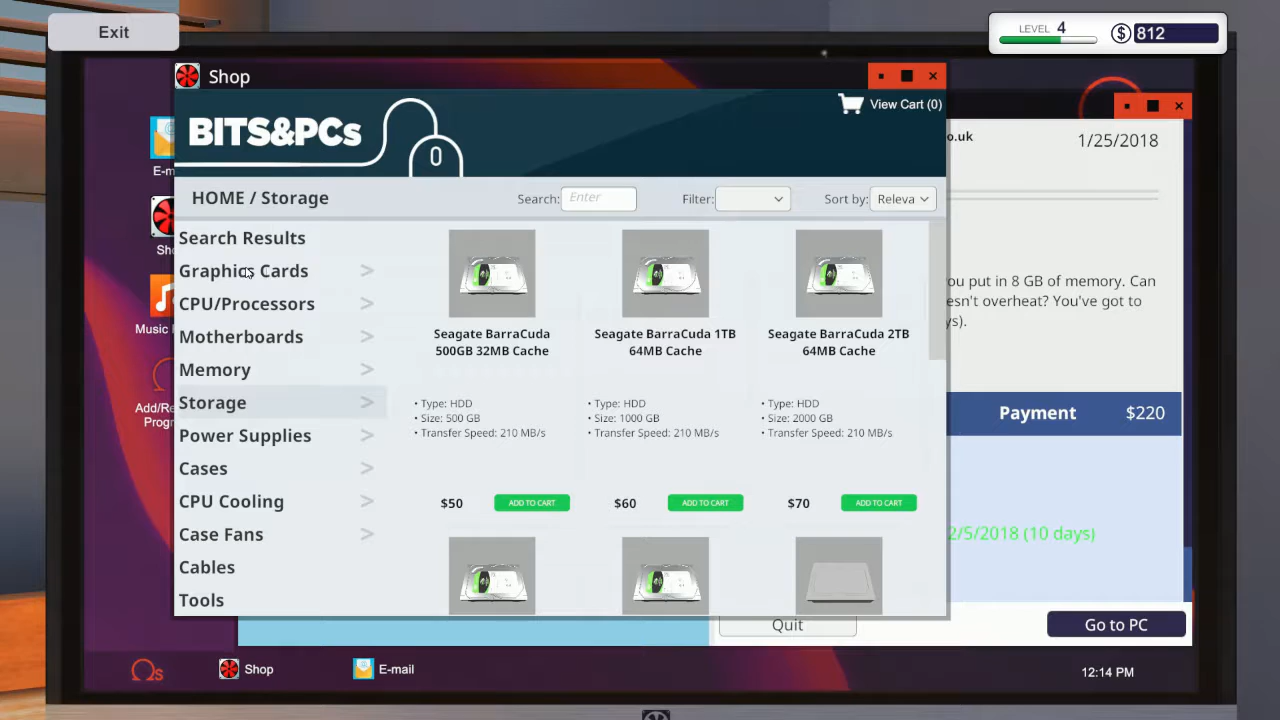 Exit
LEVEL 4
$ 812
Shop
View Cart (0)
BITS&PCs
o.uk
1/25/2018
HOME / Storage
Search: Enter
Filter:
Sort by: Releva
Search Results
Graphics Cards >
CPU/Processors >
Motherboards >
Memory >
Storage >
Power Supplies >
Cases >
CPU Cooling >
Case Fans >
Cables
Tools
Seagate BarraCuda
500GB 32MB Cache
• Type: HDD
• Size: 500 GB
• Transfer Speed: 210 MB/s
$50 ADD TO CART
Seagate BarraCuda 1TB
64MB Cache
• Type: HDD
• Size: 1000 GB
• Transfer Speed: 210 MB/s
$60 ADD TO CART
Seagate BarraCuda 2TB
64MB Cache
• Type: HDD
• Size: 2000 GB
• Transfer Speed: 210 MB/s
$70 ADD TO CART
ou put in 8 GB of memory. Can
esn't overheat? You've got to
ys).
Payment $220
2/5/2018 (10 days)
Quit
Go to PC
E-m
Sho
Music
Add/Re
Progr
Shop
E-mail
12:14 PM